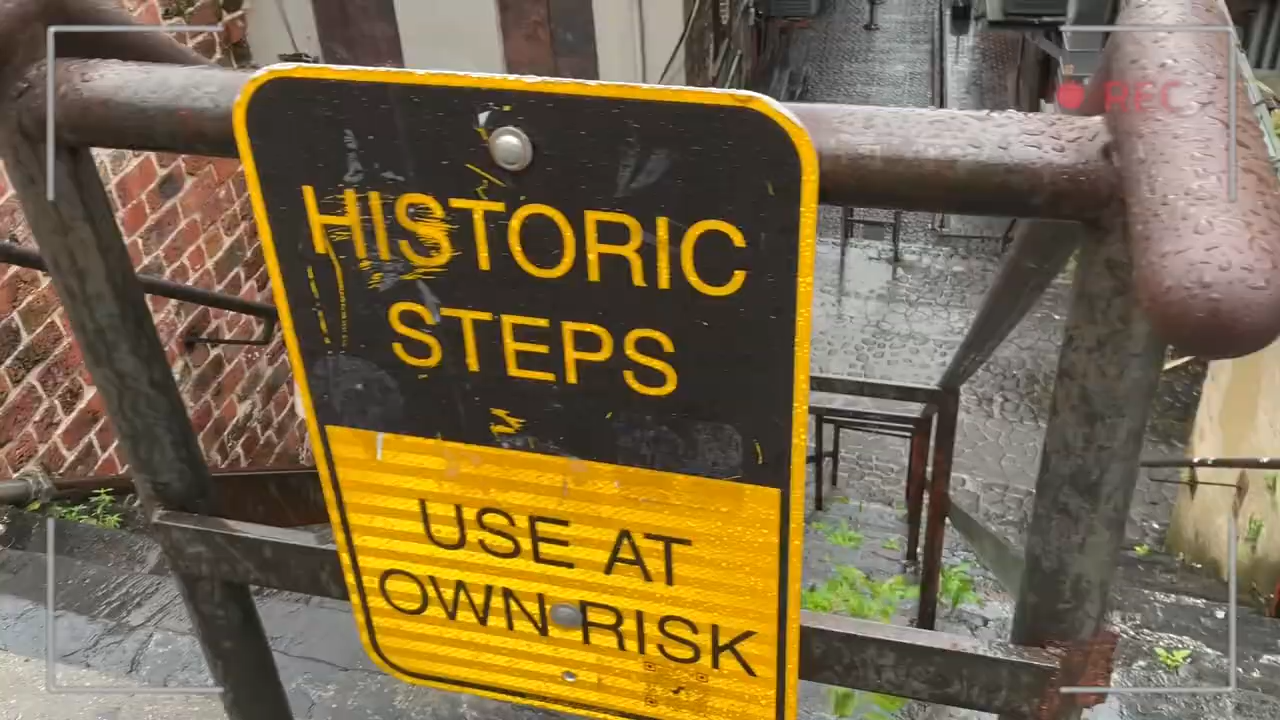 REC
HISTORIC
STEPS
USE AT
OWN RISK